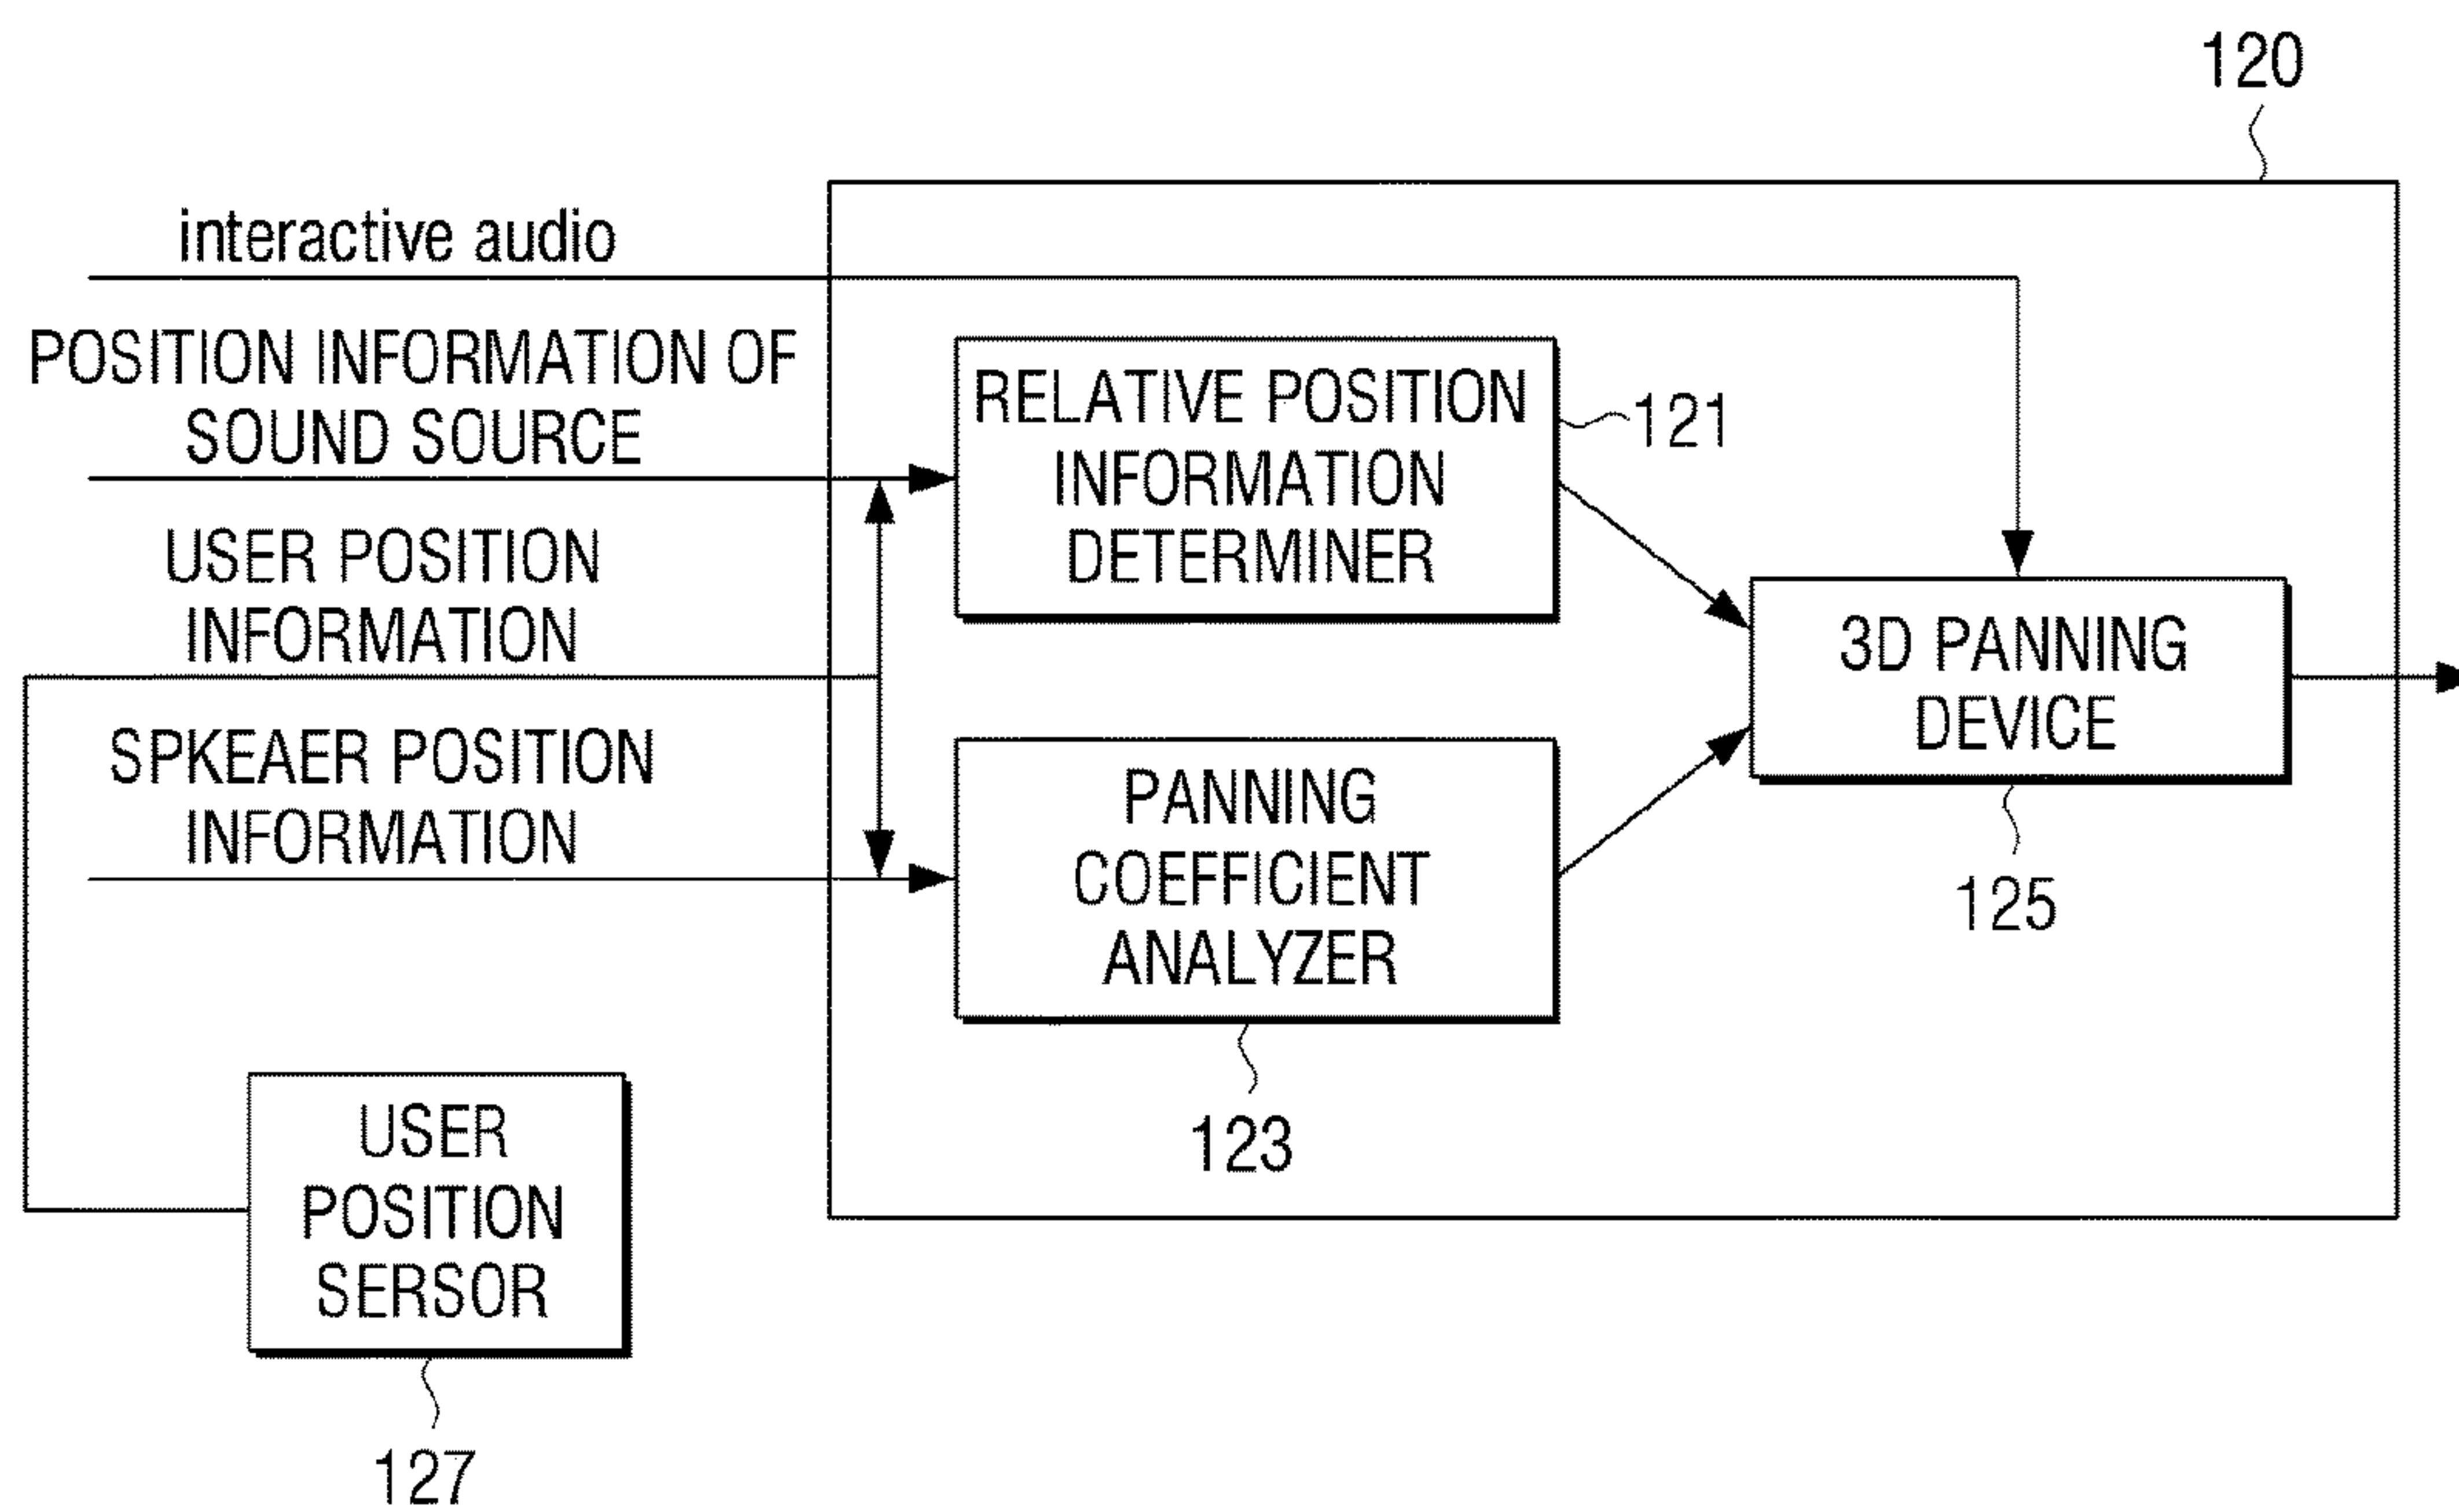 120
interactive audio
POSITION INFORMATION OF
SOUND SOURCE
USER POSITION
INFORMATION
SPKEAER POSITION
INFORMATION
RELATIVE POSITION
INFORMATION
DETERMINER
121
PANNING
COEFFICIENT
ANALYZER
123
3D PANNING
DEVICE
125
USER
POSITION
SERSOR
127